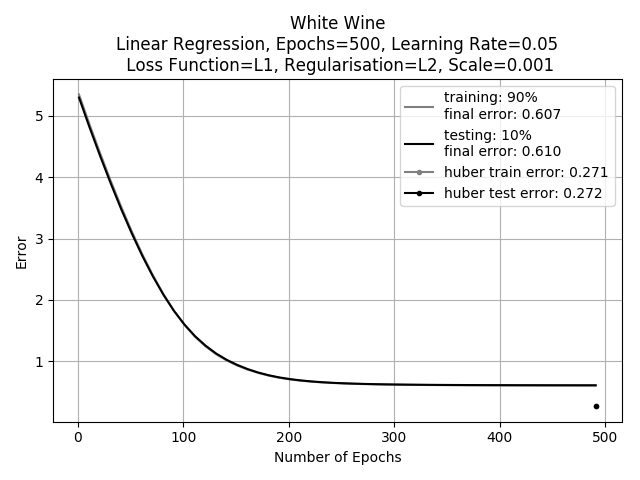 White Wine
Linear Regression, Epochs=500, Learning Rate=0.05
Loss Function=L1, Regularisation=L2, Scale=0.001
training: 90%
final error: 0.607
testing: 10%
final error: 0.610
huber train error: 0.271
huber test error: 0.272
Error
5
4
3
2
1
0
100
200
300
400
500
Number of Epochs